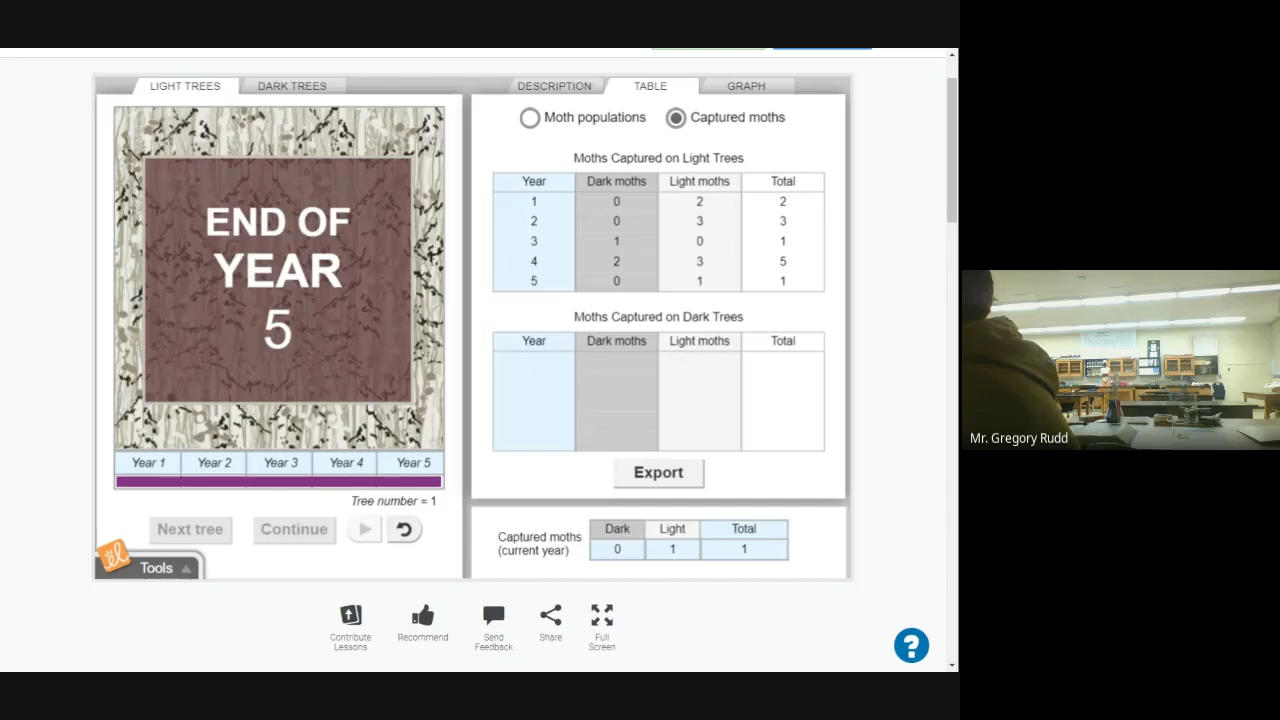 LIGHT TREES
DARK TREES
END OF
YEAR
5
Year 1 Year 2 Year 3 Year 4 Year 5
Tree number = 1
Next tree
Continue
Tools
DESCRIPTION
TABLE
GRAPH
Moth populations
Captured moths
Moths Captured on Light Trees
Year Dark moths Light moths Total
1 0 2 2
2 0 3 3
3 1 0 1
4 2 3 5
5 0 1 1
Moths Captured on Dark Trees
Year Dark moths Light moths Total
Export
Captured moths
(current year)
Dark Light Total
0 1 1
Contribute
Lessons
Recommend
Send
Feedback
Share
Full
Screen
?
el
Mr. Gregory Rudd